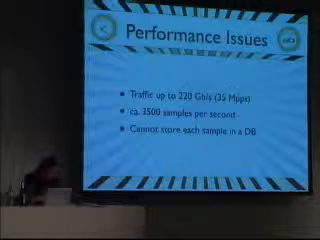 Performance Issues
• Traffic up to 220 Gb/s (35 Mpps)
• ca. 3500 samples per second
• Cannot store each sample in a DB